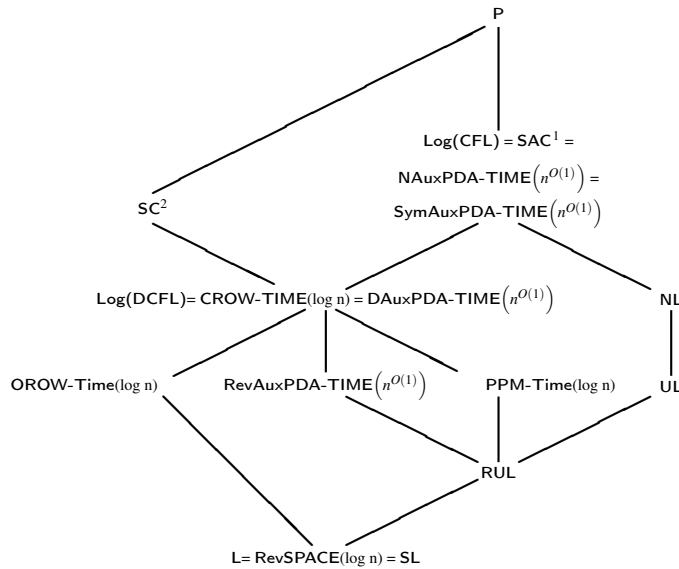 P
Log(CFL) = SAC¹ =
NAuxPDA-TIME(n^{O(1)}) =
SC²
SymAuxPDA-TIME(n^{O(1)})
Log(DCFL)= CROW-TIME(log n) = DAuxPDA-TIME(n^{O(1)})
NL
OROW-Time(log n)
RevAuxPDA-TIME(n^{O(1)})
PPM-Time(log n)
UL
RUL
L= RevSPACE(log n) = SL